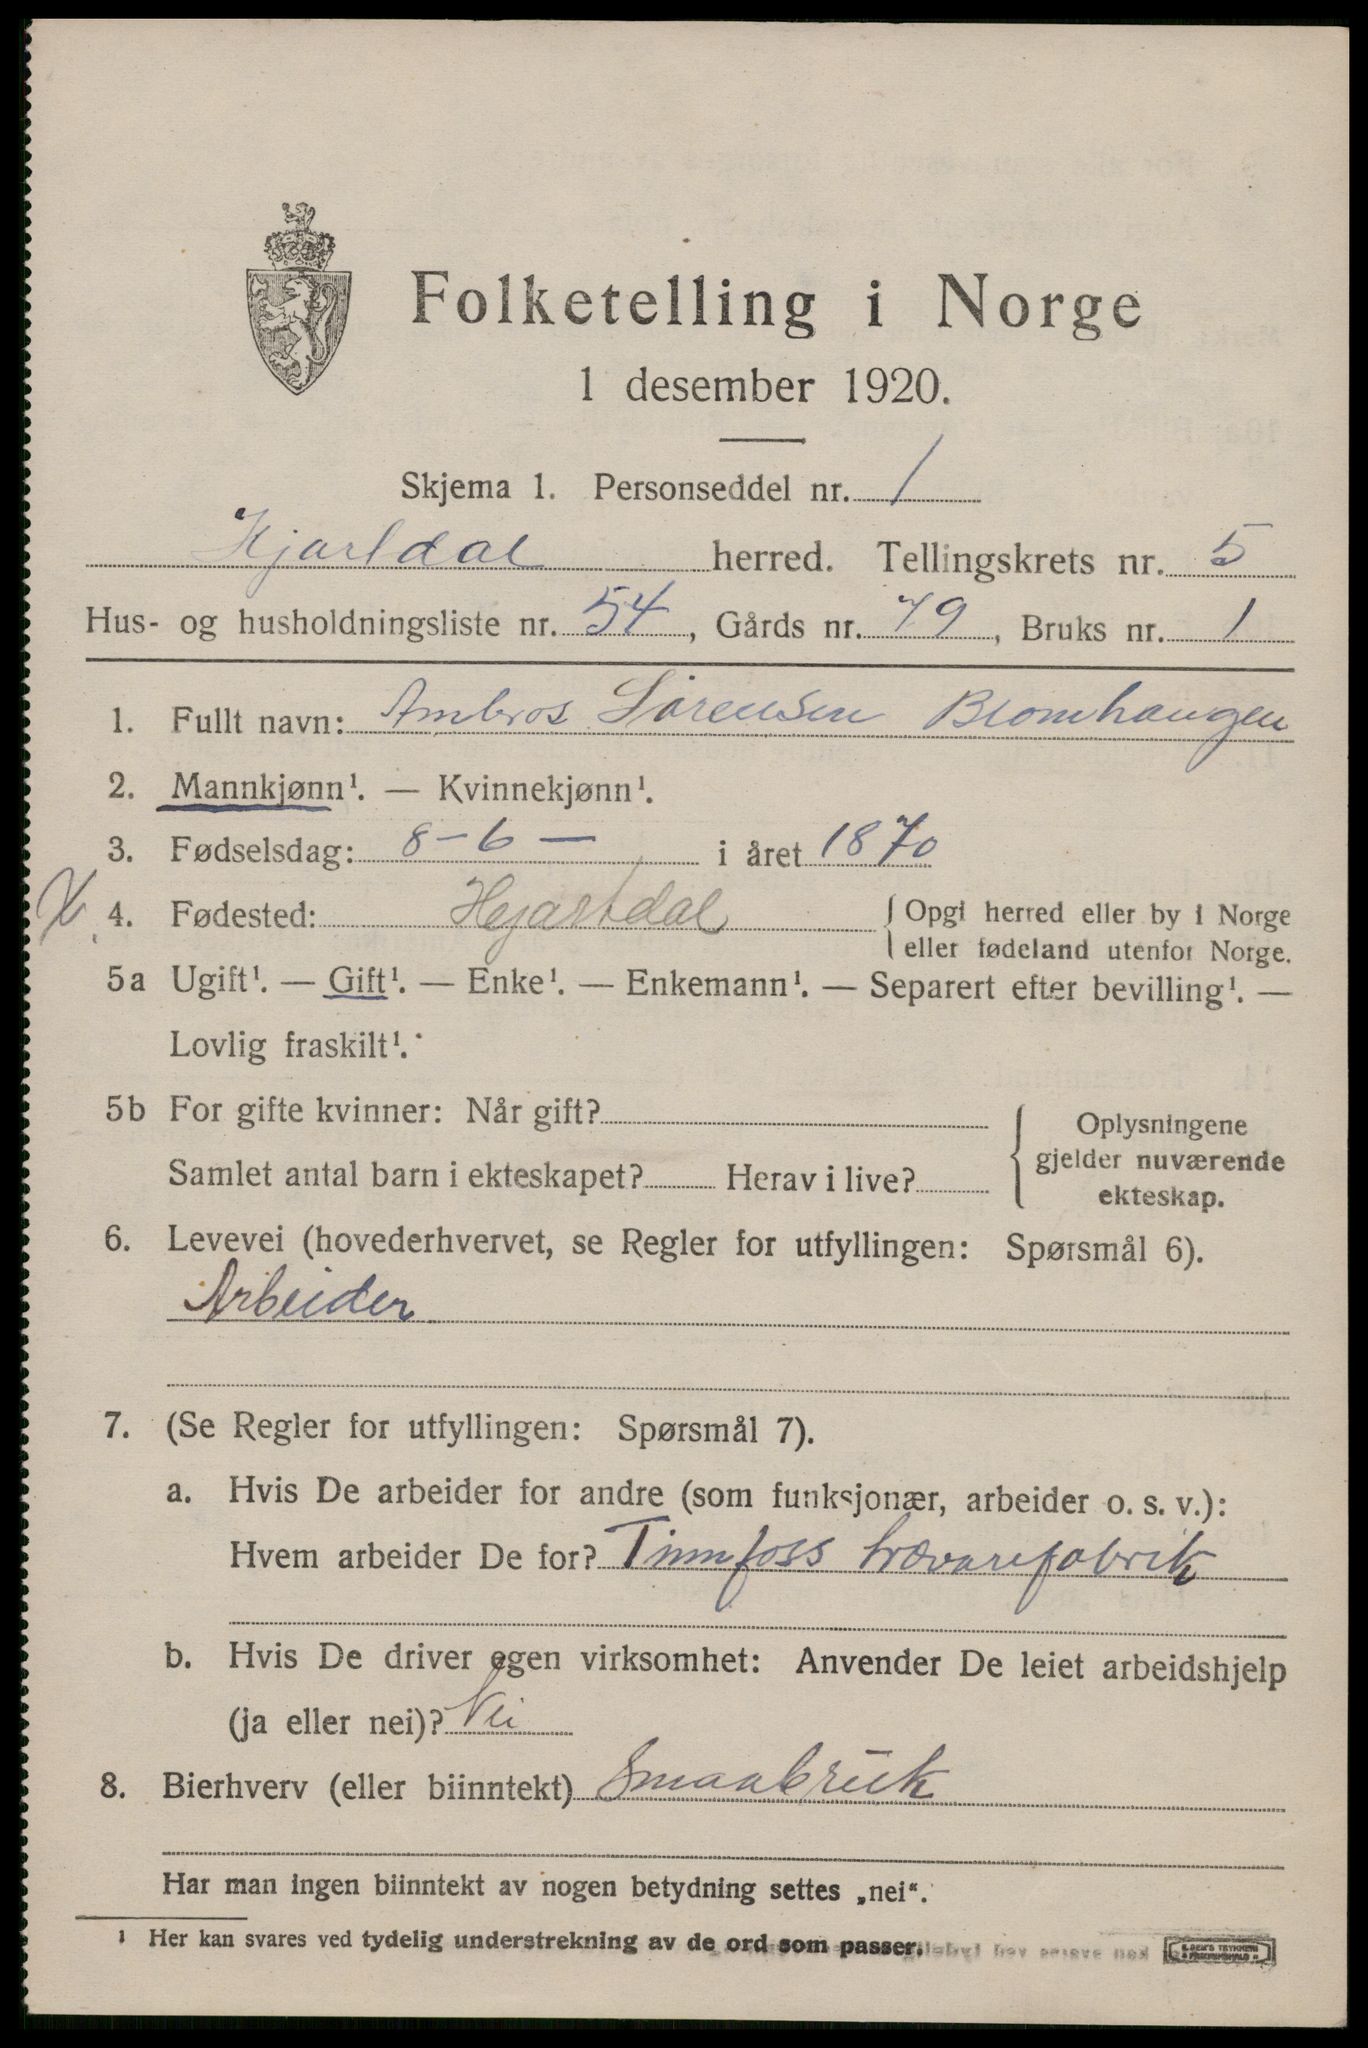 Folketelling i Norge
1 desember 1920.
Skjema 1. Personseddel nr. 1
Hjartdal herred. Tellingskrets nr. 5
Hus- og husholdningsliste nr. 54, Gårds nr. 79, Bruks nr. 1
1. Fullt navn: Ambros Sørensen Blomhaugen
2. Mannkjønn¹. — Kvinnekjønn¹.
3. Fødselsdag: 8-6- i året 1870
X 4. Fødested: Hjartdal { Opgi herred eller by i Norge
eller fødeland utenfor Norge.
5a Ugift¹. — Gift¹. — Enke¹. — Enkemann¹. — Separert efter bevilling¹. —
Lovlig fraskilt¹.
5b For gifte kvinner: Når gift?
Samlet antal barn i ekteskapet? Herav i live?
{ Oplysningene
gjelder nuværende
ekteskap.
6. Levevei (hovederhvervet, se Regler for utfyllingen: Spørsmål 6).
Arbeider
7. (Se Regler for utfyllingen: Spørsmål 7).
a. Hvis De arbeider for andre (som funksjonær, arbeider o. s. v.):
Hvem arbeider De for? Tinnfoss trævarefabrik
b. Hvis De driver egen virksomhet: Anvender De leiet arbeidshjelp
(ja eller nei)? Nei
8. Bierhverv (eller biinntekt) Smaabruk
Har man ingen biinntekt av nogen betydning settes „nei“.
¹ Her kan svares ved tydelig understrekning av de ord som passer.